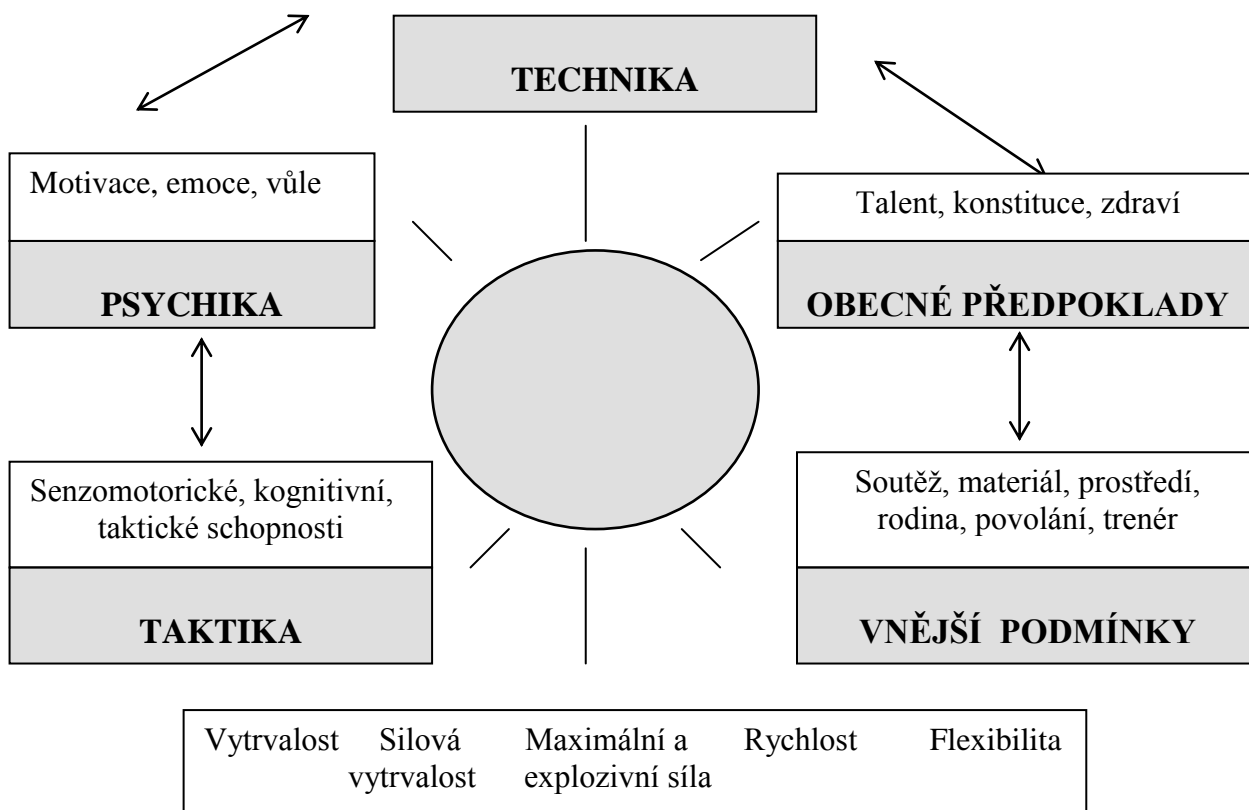 TECHNIKA
Motivace, emoce, vůle
PSYCHIKA
Talent, konstituce, zdraví
OBECNÉ PŘEDPOKLADY
Senzomotorické, kognitivní,
taktické schopnosti
TAKTIKA
Soutěž, materiál, prostředí,
rodina, povolání, trenér
VNĚJŠÍ PODMÍNKY
Vytrvalost Silová Maximální a Rychlost Flexibilita
vytrvalost explozivní síla